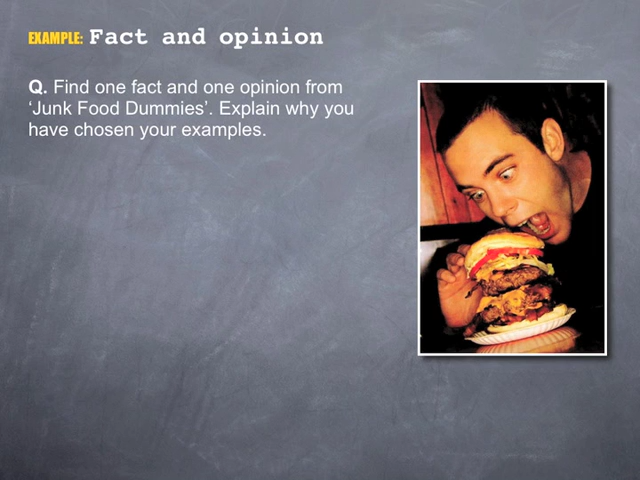 EXAMPLE: Fact and opinion
Q. Find one fact and one opinion from
‘Junk Food Dummies’. Explain why you
have chosen your examples.